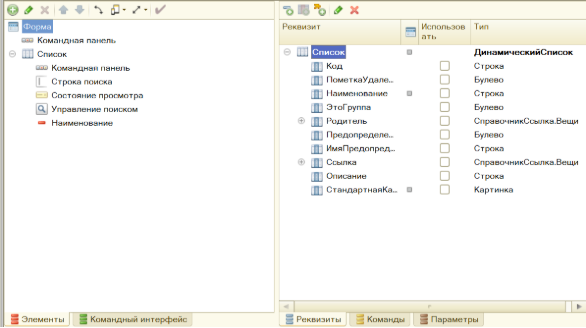 Форма
Командная панель
Список
Командная панель
Строка поиска
Состояние просмотра
Управление поиском
Наименование
Элементы
Командный интерфейс
Реквизит
Использов
ать
Тип
Список
ДинамическийСписок
Код
Строка
ПометкаУдале...
Булево
Наименование
Строка
ЭтоГруппа
Булево
Родитель
СправочникСсылка.Вещи
Предопределе...
Булево
ИмяПредопред...
Строка
Ссылка
СправочникСсылка.Вещи
Описание
Строка
СтандартнаяКа...
Картинка
Реквизиты
Команды
Параметры